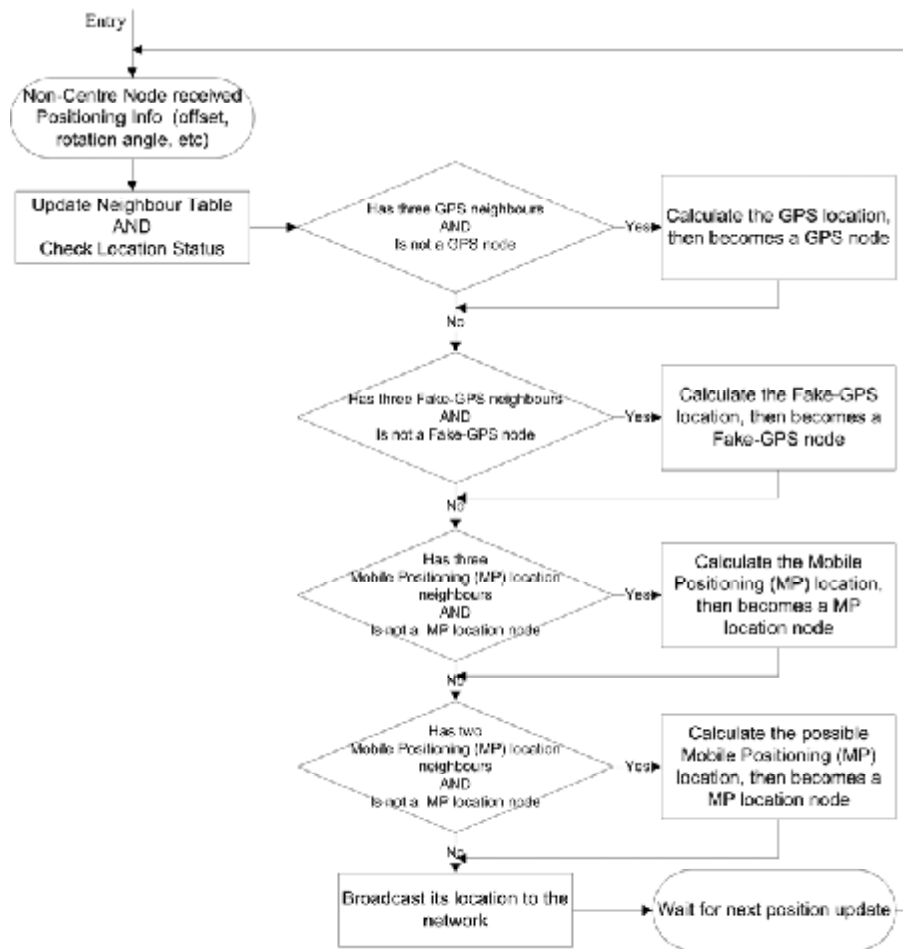 Entry
Non-Centre Node received
Positioning Info (offset,
rotation angle, etc)
Update Neighbour Table
AND
Check Location Status
Has three GPS neighbours
AND
Is not a GPS node
Yes
Calculate the GPS location,
then becomes a GPS node
No
Has three Fake-GPS neighbours
AND
Is not a Fake-GPS node
Yes
Calculate the Fake-GPS
location, then becomes a
Fake-GPS node
No
Has three
Mobile Positioning (MP) location
neighbours
AND
Is not a MP location node
Yes
Calculate the Mobile
Positioning (MP) location,
then becomes a MP
location node
No
Has two
Mobile Positioning (MP) location
neighbours
AND
Is not a MP location node
Yes
Calculate the possible
Mobile Positioning (MP)
location, then becomes a
MP location node
No
Broadcast its location to the
network
Wait for next position update